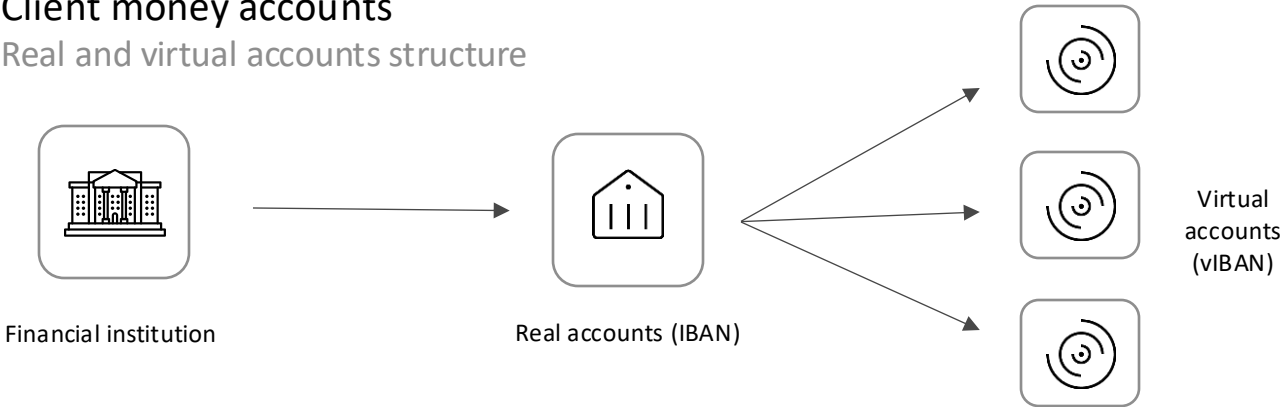 Client money accounts
Real and virtual accounts structure
Financial institution
Real accounts (IBAN)
Virtual
accounts
(vIBAN)